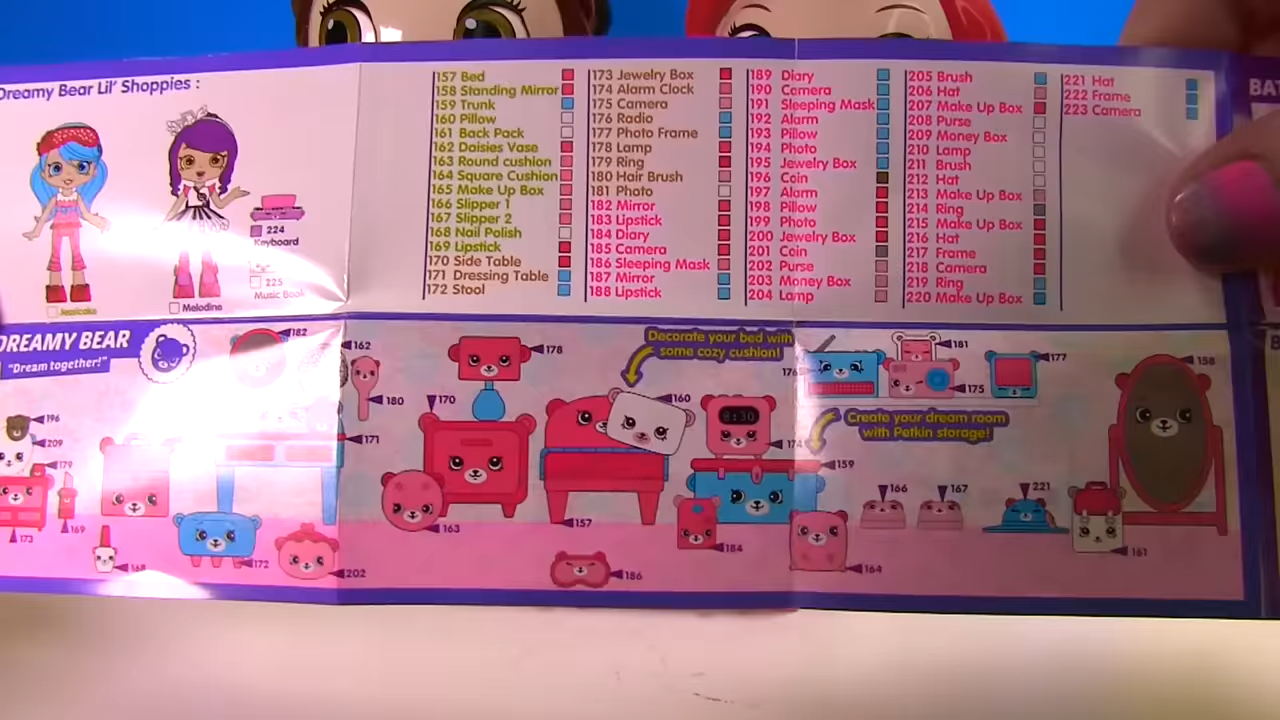 Dreamy Bear Lil' Shoppies :
Jessicake
Melodine
224
Keyboard
225
Music Book
157 Bed
158 Standing Mirror
159 Trunk
160 Pillow
161 Back Pack
162 Daisies Vase
163 Round cushion
164 Square Cushion
165 Make Up Box
166 Slipper 1
167 Slipper 2
168 Nail Polish
169 Lipstick
170 Side Table
171 Dressing Table
172 Stool
173 Jewelry Box
174 Alarm Clock
175 Camera
176 Radio
177 Photo Frame
178 Lamp
179 Ring
180 Hair Brush
181 Photo
182 Mirror
183 Lipstick
184 Diary
185 Camera
186 Sleeping Mask
187 Mirror
188 Lipstick
189 Diary
190 Camera
191 Sleeping Mask
192 Alarm
193 Pillow
194 Photo
195 Jewelry Box
196 Coin
197 Alarm
198 Pillow
199 Photo
200 Jewelry Box
201 Coin
202 Purse
203 Money Box
204 Lamp
205 Brush
206 Hat
207 Make Up Box
208 Purse
209 Money Box
210 Lamp
211 Brush
212 Hat
213 Make Up Box
214 Ring
215 Make Up Box
216 Hat
217 Frame
218 Camera
219 Ring
220 Make Up Box
221 Hat
222 Frame
223 Camera
BA
DREAMY BEAR
"Dream together!"
182
162
180
171
196
209
179
173
169
168
172
202
178
170
163
157
Decorate your bed with
some cozy cushion!
160
8:30
174
159
184
186
164
176
181
175
177
Create your dream room
with Petkin storage!
166
167
221
161
158